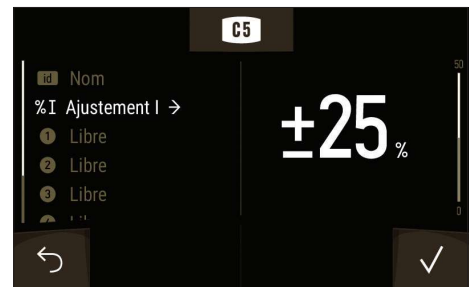 C5
id Nom
%I Ajustement I →
1 Libre
2 Libre
3 Libre
±25 %
50
0